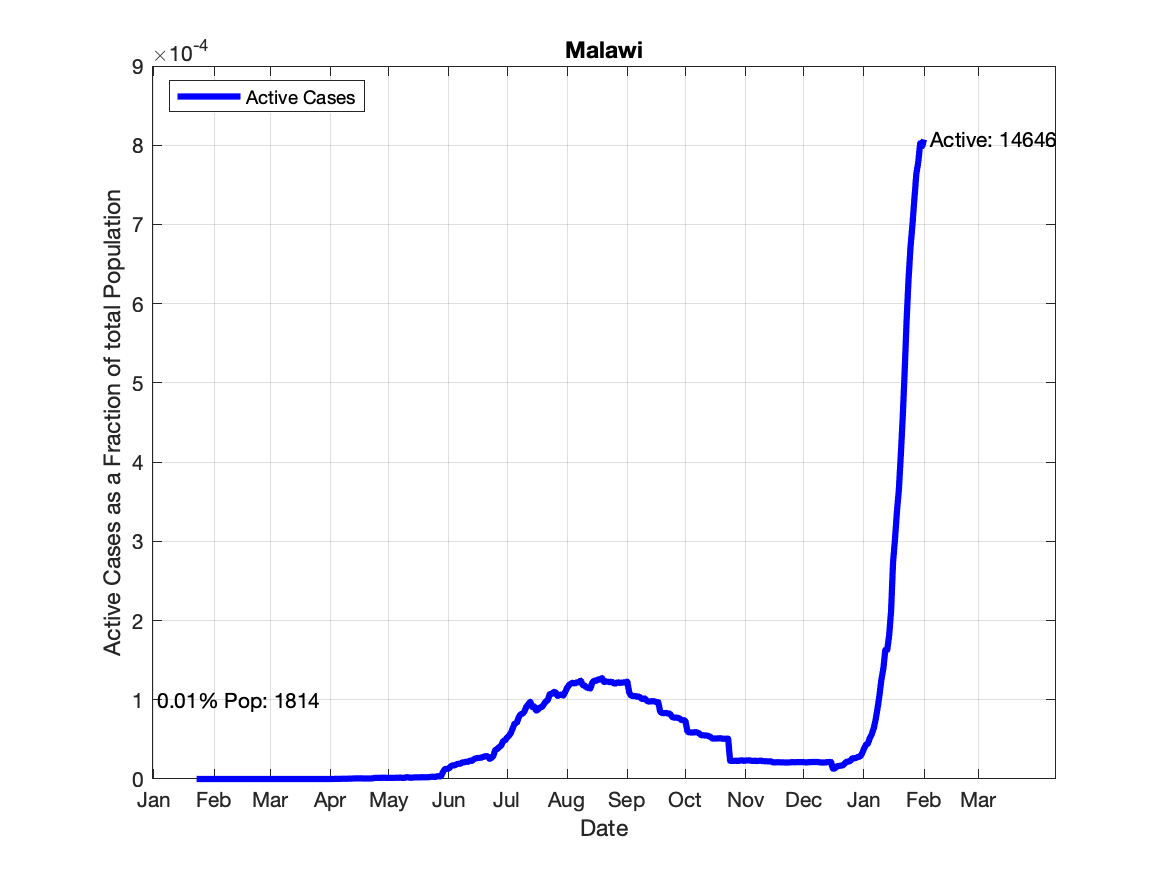 Malawi
×10-4
Active Cases
9
8
7
6
5
4
3
2
1
0
Active Cases as a Fraction of total Population
Active: 14646
0.01% Pop: 1814
Jan Feb Mar Apr May Jun Jul Aug Sep Oct Nov Dec Jan Feb Mar
Date